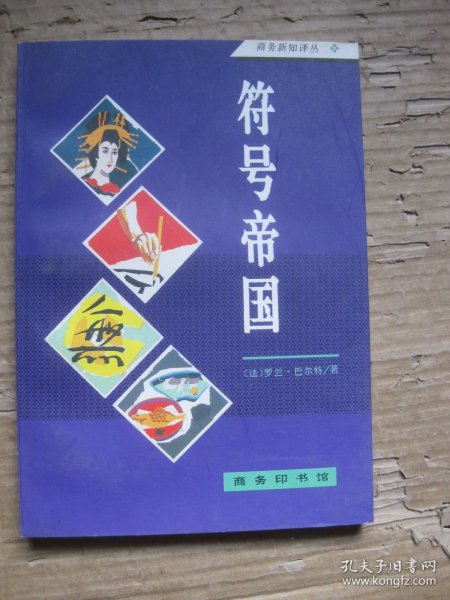 商务新知译丛
符号帝国
〔法〕罗兰·巴尔特/著
商务印书馆
孔夫子旧书网
www.kongfz.com